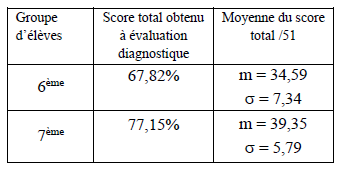 Groupe d’élèves
Score total obtenu à évaluation diagnostique
Moyenne du score total /51
6ème
67,82%
m = 34,59
σ = 7,34
7ème
77,15%
m = 39,35
σ = 5,79